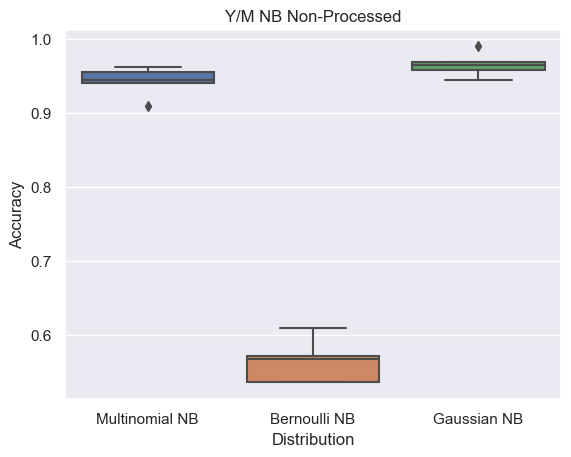 Y/M NB Non-Processed
1.0
0.9
0.8
0.7
0.6
Accuracy
Multinomial NB
Bernoulli NB
Gaussian NB
Distribution